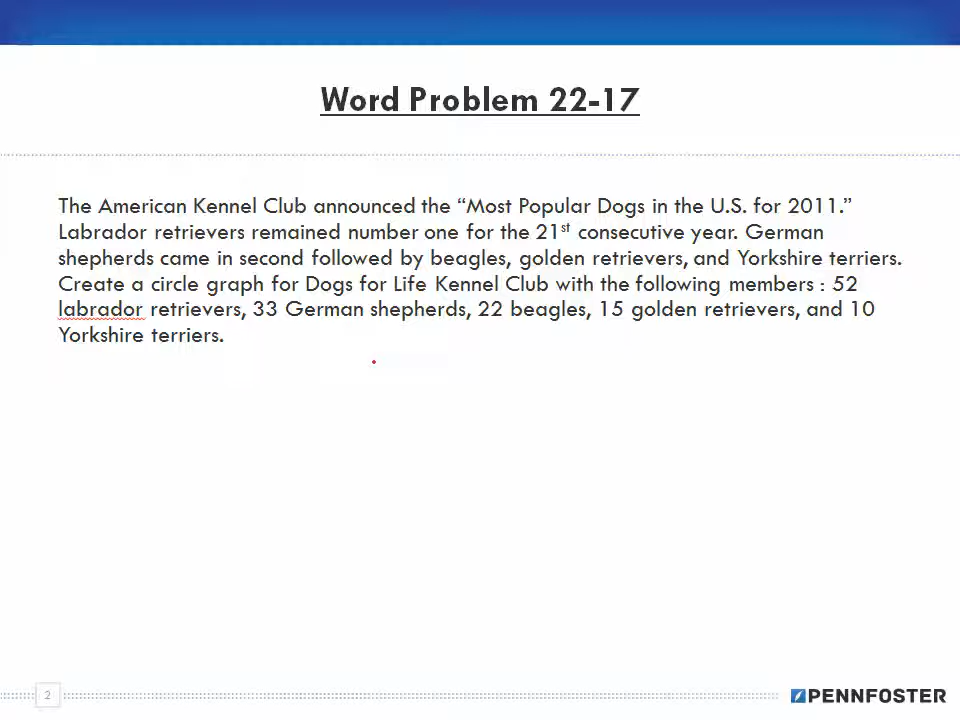 Word Problem 22-17
The American Kennel Club announced the “Most Popular Dogs in the U.S. for 2011.”
Labrador retrievers remained number one for the 21st consecutive year. German
shepherds came in second followed by beagles, golden retrievers, and Yorkshire terriers.
Create a circle graph for Dogs for Life Kennel Club with the following members : 52
labrador retrievers, 33 German shepherds, 22 beagles, 15 golden retrievers, and 10
Yorkshire terriers.
2
PENNFOSTER